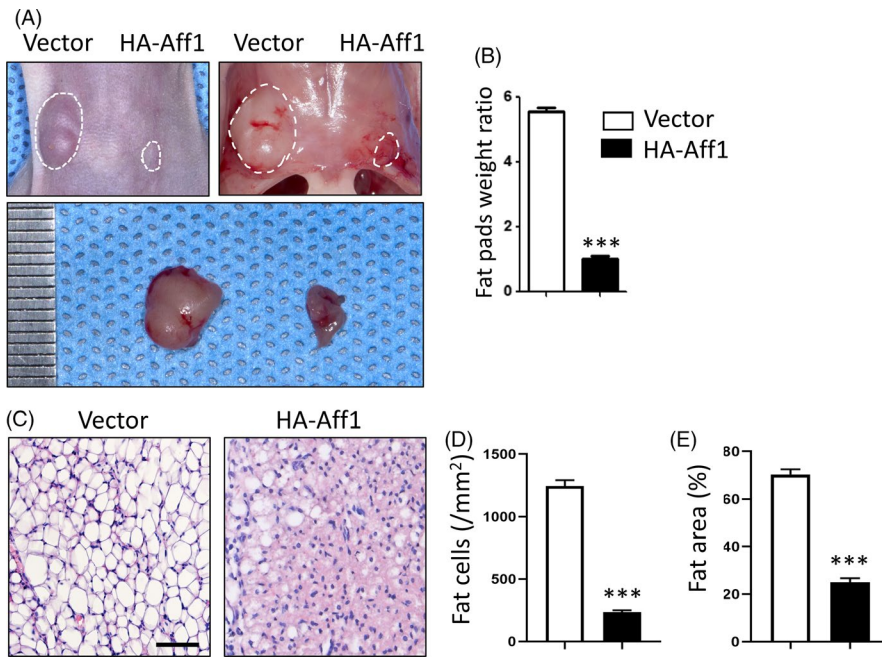 (A)
Vector HA-Aff1 Vector HA-Aff1
(B)
Fat pads weight ratio
6
4
2
0
Vector
HA-Aff1
***
(C)
Vector HA-Aff1
(D)
Fat cells (/mm²)
1500
1000
500
0
***
(E)
Fat area (%)
80
60
40
20
0
***